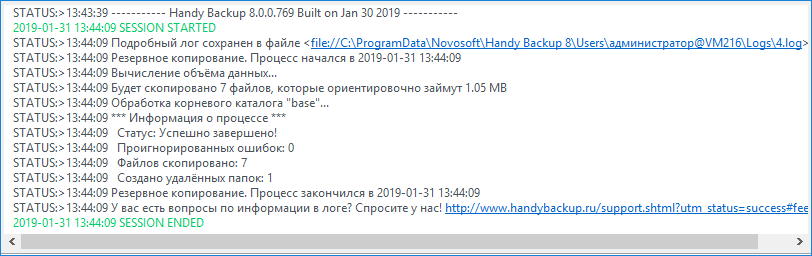 STATUS:>13:43:39 ----------- Handy Backup 8.0.0.769 Built on Jan 30 2019 -----------
2019-01-31 13:44:09 SESSION STARTED
STATUS:>13:44:09 Подробный лог сохранен в файле <file://C:\ProgramData\Novosoft\Handy Backup 8\Users\администратор@VM216\Logs\4.log>
STATUS:>13:44:09 Резервное копирование. Процесс начался в 2019-01-31 13:44:09
STATUS:>13:44:09 Вычисление объёма данных...
STATUS:>13:44:09 Будет скопировано 7 файлов, которые ориентировочно займут 1.05 MB
STATUS:>13:44:09 Обработка корневого каталога "base"...
STATUS:>13:44:09 *** Информация о процессе ***
STATUS:>13:44:09 Статус: Успешно завершено!
STATUS:>13:44:09 Проигнорированных ошибок: 0
STATUS:>13:44:09 Файлов скопировано: 7
STATUS:>13:44:09 Создано удалённых папок: 1
STATUS:>13:44:09 Резервное копирование. Процесс закончился в 2019-01-31 13:44:09
STATUS:>13:44:09 У вас есть вопросы по информации в логе? Спросите у нас! http://www.handybackup.ru/support.shtml?utm_status=success#fee
2019-01-31 13:44:09 SESSION ENDED